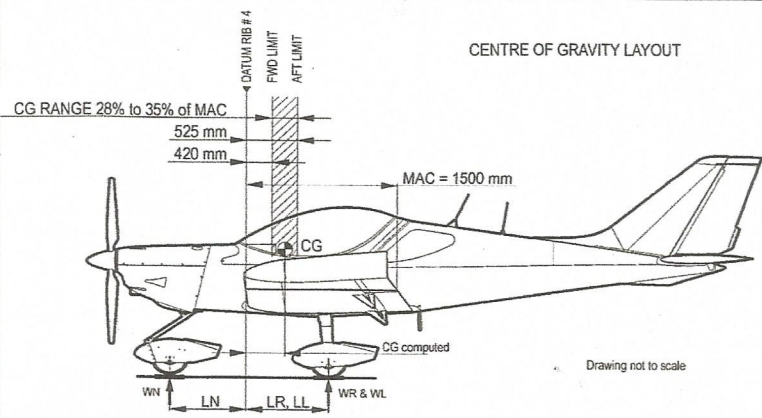 DATUM RIB # 4
FWD LIMIT
AFT LIMIT
CENTRE OF GRAVITY LAYOUT
CG RANGE 28% to 35% of MAC
525 mm
420 mm
MAC = 1500 mm
CG
CG computed
Drawing not to scale
WN
LN
LR, LL
WR & WL